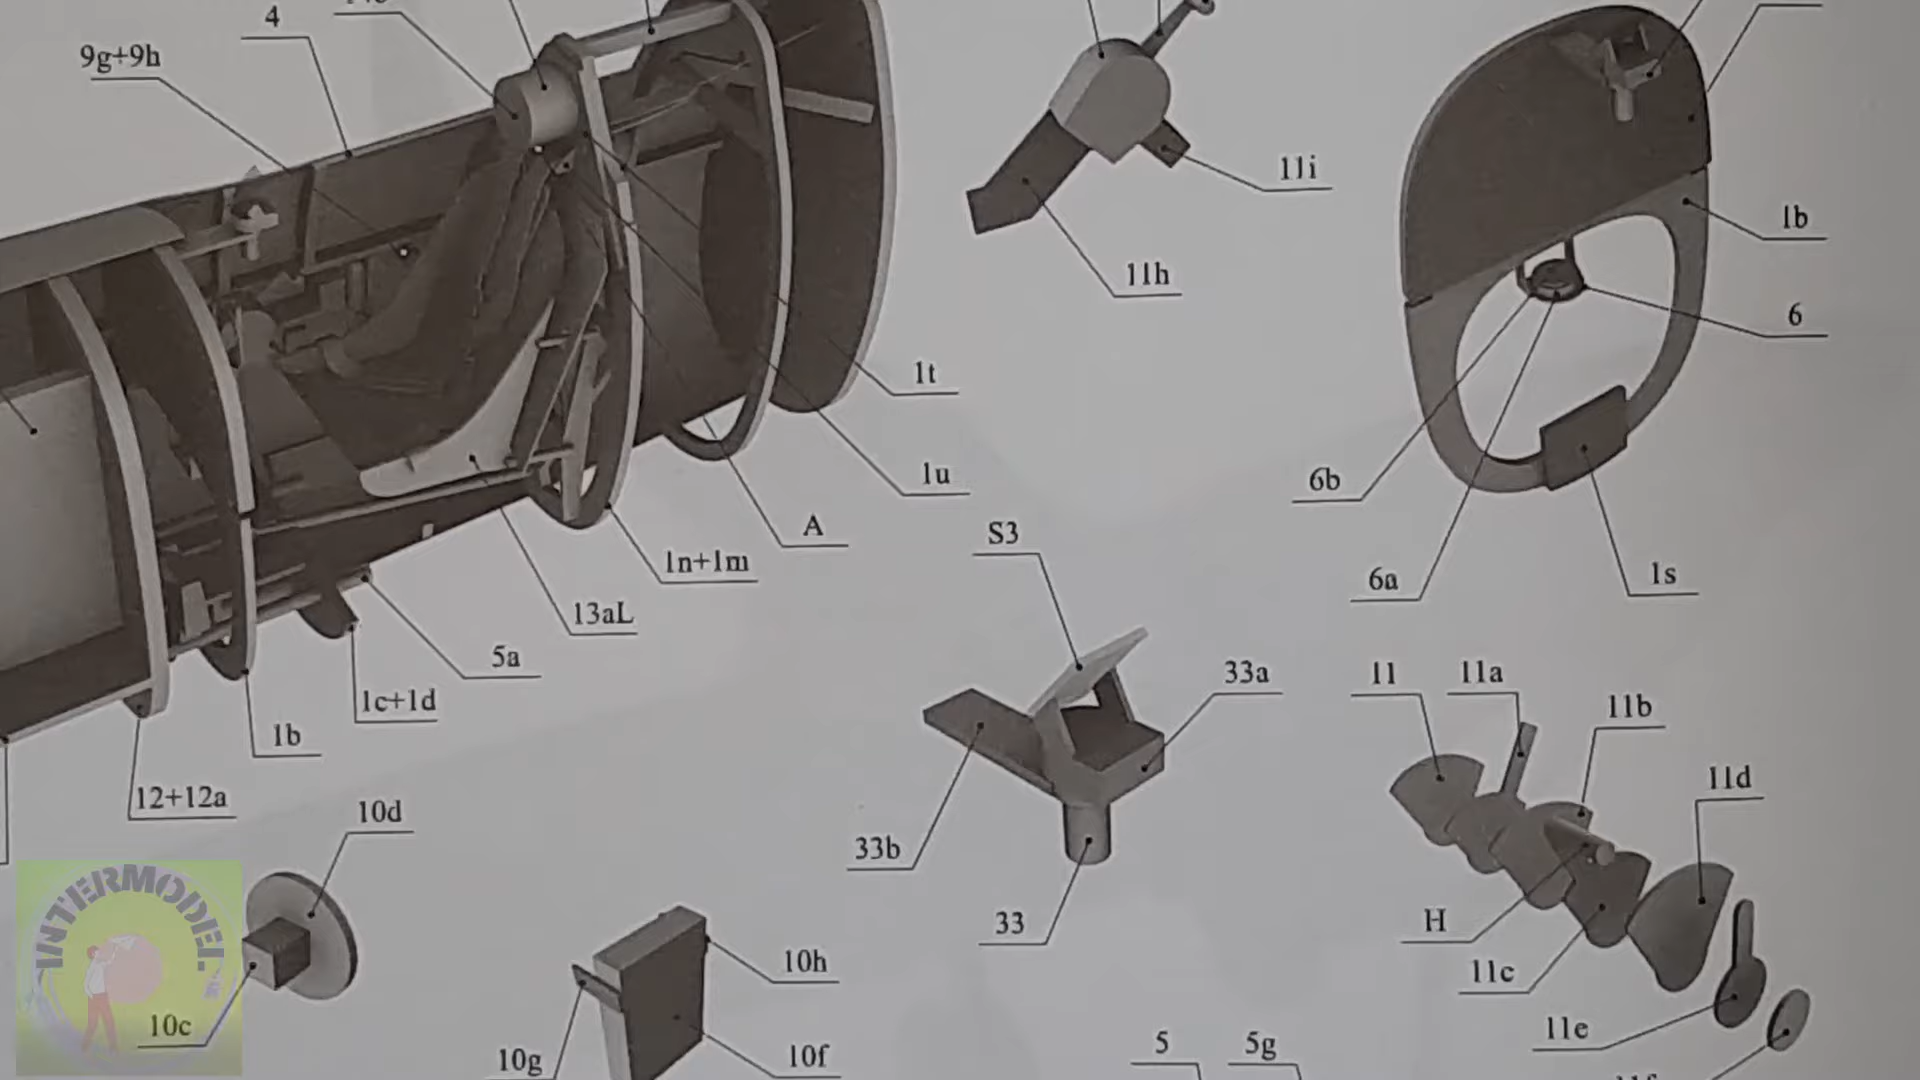 4
9g+9h
11i
1b
11h
6
1t
1u
6b
A
S3
1n+1m
6a
1s
13aL
5a
33a
11
11a
1c+1d
11b
1b
11d
12+12a
10d
33b
H
33
10h
11c
INTERMODEL
10c
11e
10g
10f
5
5g